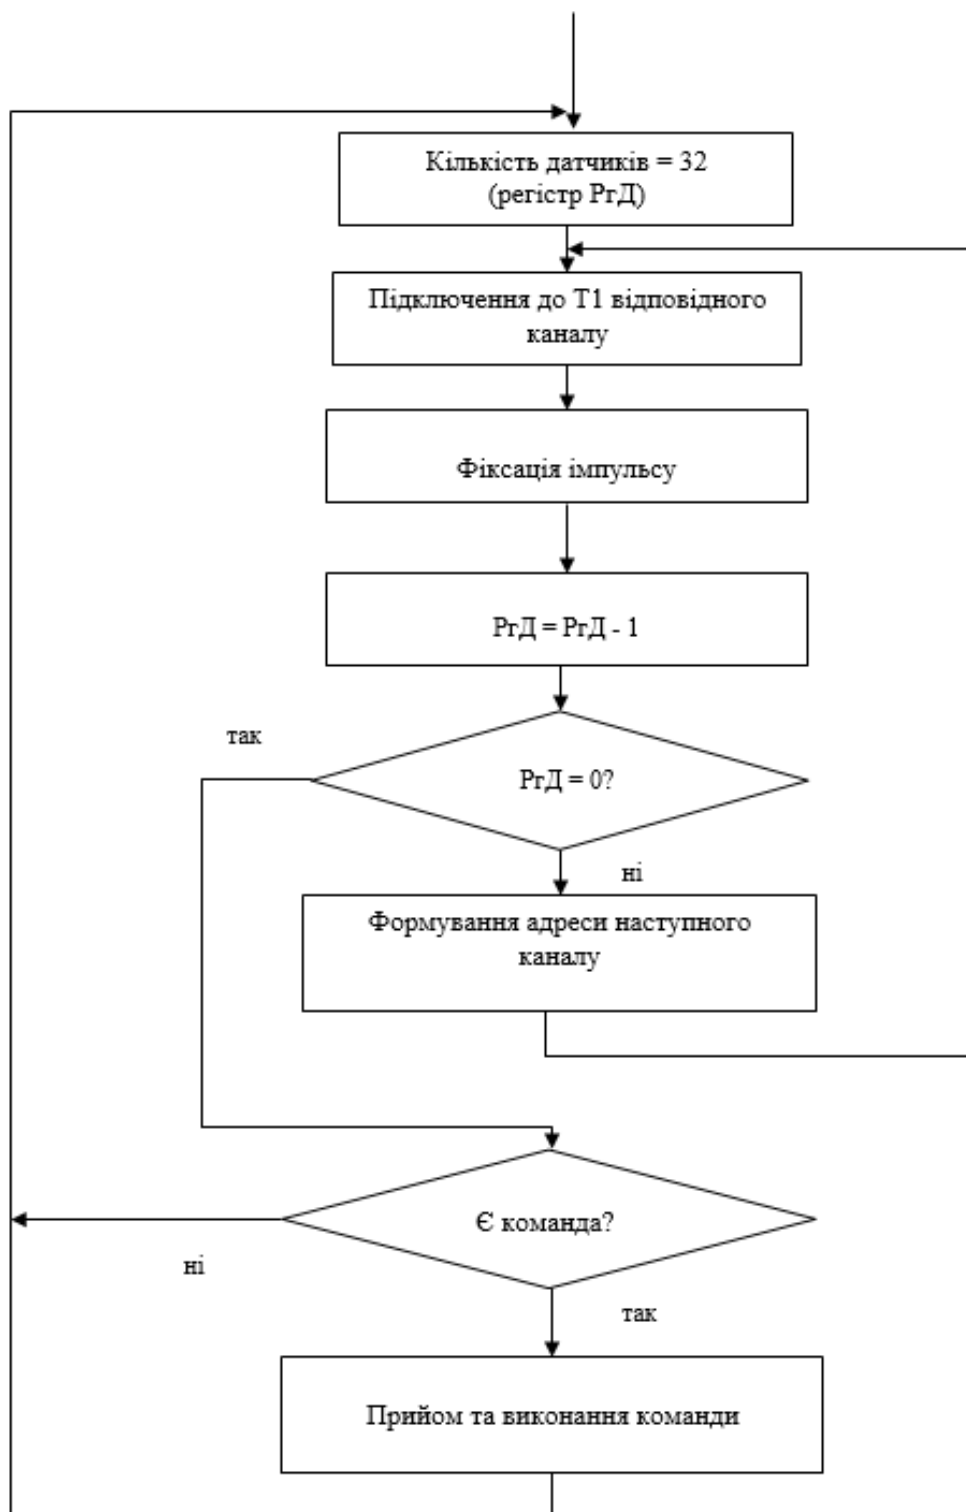 Кількість датчиків = 32
(регістр РгД)
Підключення до Т1 відповідного
каналу
Фіксація імпульсу
РгД = РгД - 1
так
РгД = 0?
ні
Формування адреси наступного
каналу
Є команда?
ні
так
Прийом та виконання команди